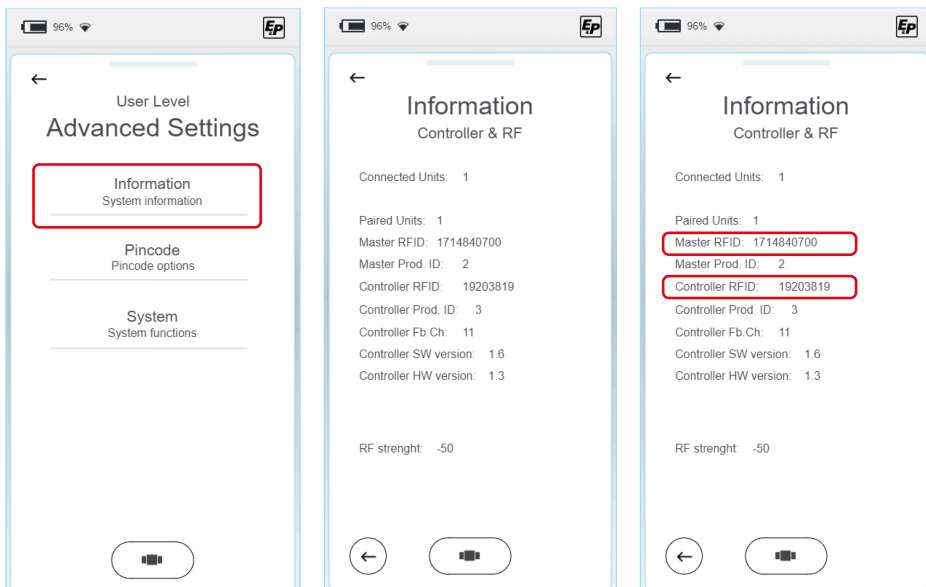 96%
E&P
User Level
Advanced Settings
Information
System information
Pincode
Pincode options
System
System functions
96%
E&P
Information
Controller & RF
Connected Units: 1
Paired Units: 1
Master RFID: 1714840700
Master Prod. ID: 2
Controller RFID: 19203819
Controller Prod. ID: 3
Controller Fb.Ch: 11
Controller SW version: 1.6
Controller HW version: 1.3
RF strenght: -50
96%
E&P
Information
Controller & RF
Connected Units: 1
Paired Units: 1
Master RFID: 1714840700
Master Prod. ID: 2
Controller RFID: 19203819
Controller Prod. ID: 3
Controller Fb.Ch: 11
Controller SW version: 1.6
Controller HW version: 1.3
RF strenght: -50